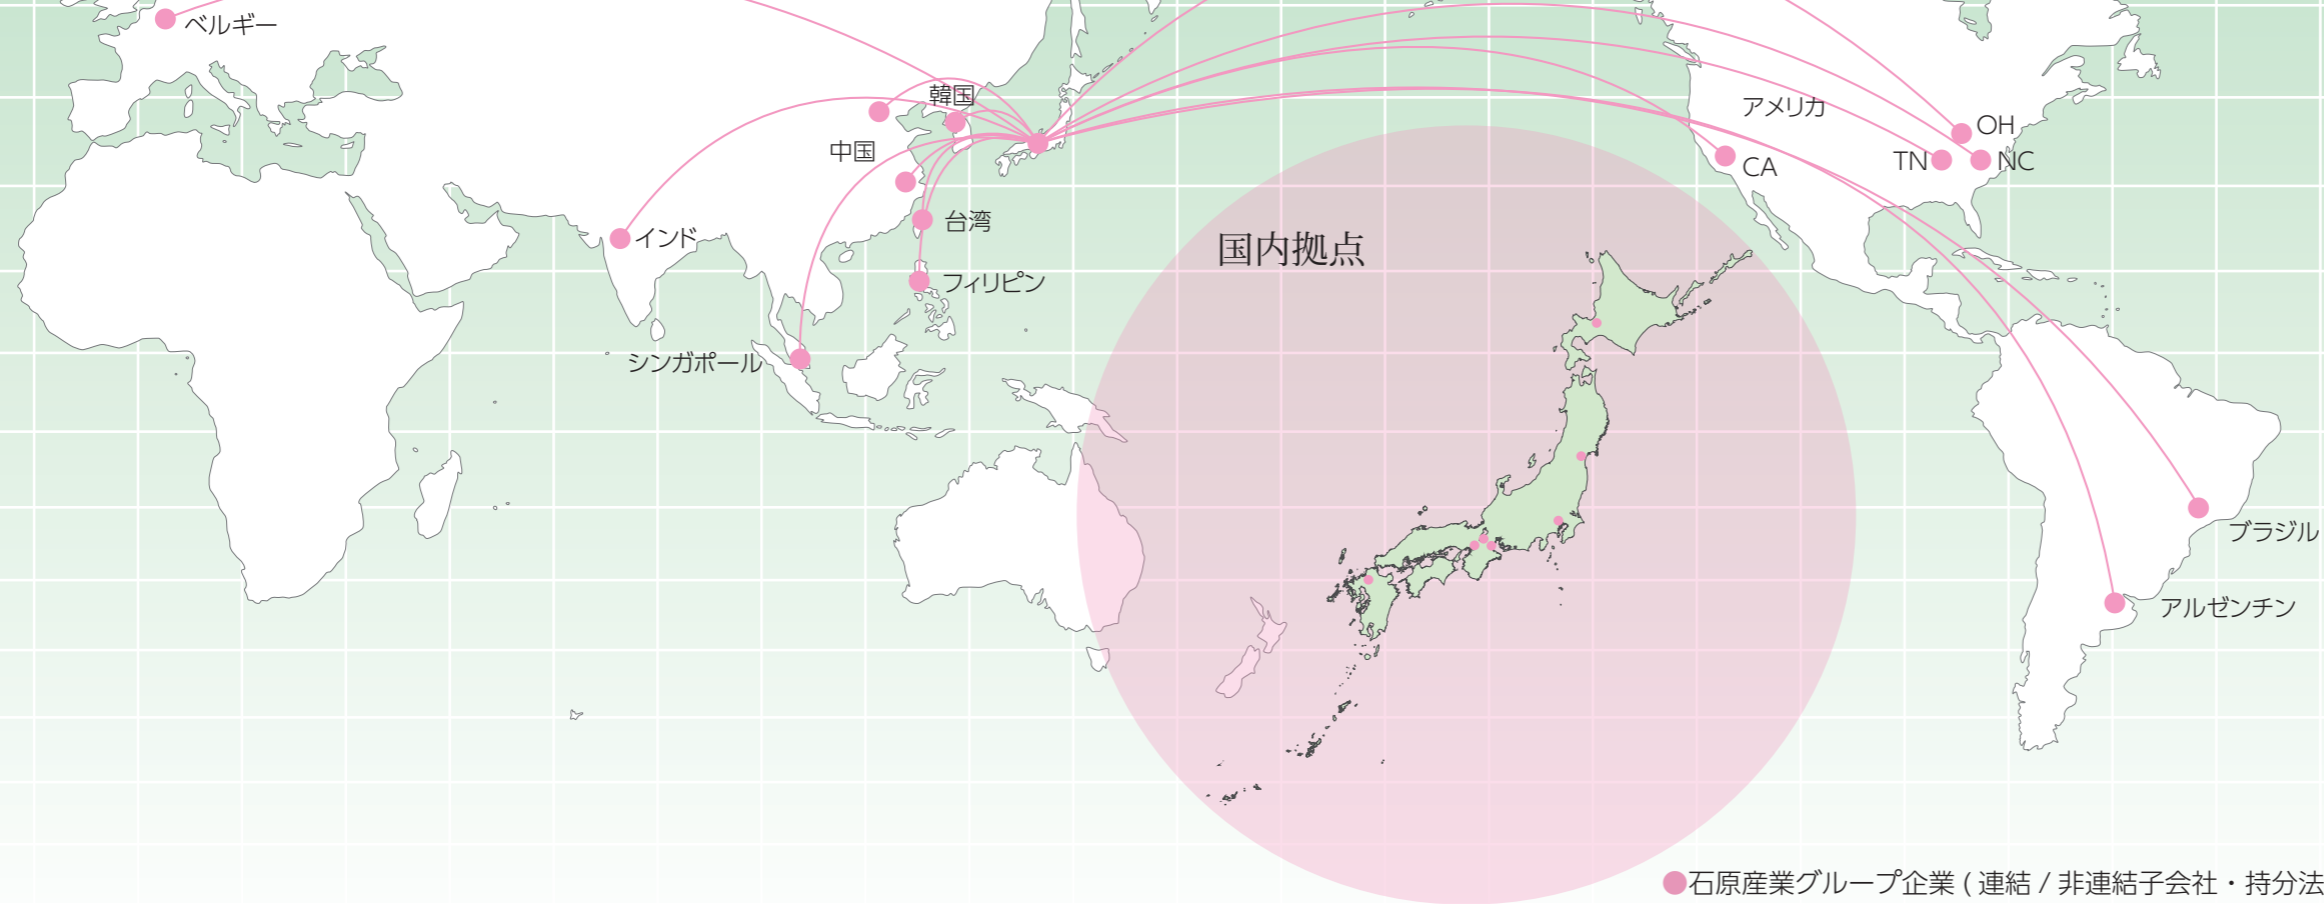 ベルギー
韓国
中国
アメリカ
OH
TN
NC
CA
インド
台湾
国内拠点
フィリピン
シンガポール
ブラジル
アルゼンチン
石原産業グループ企業 ( 連結 / 非連結子会社・持分法